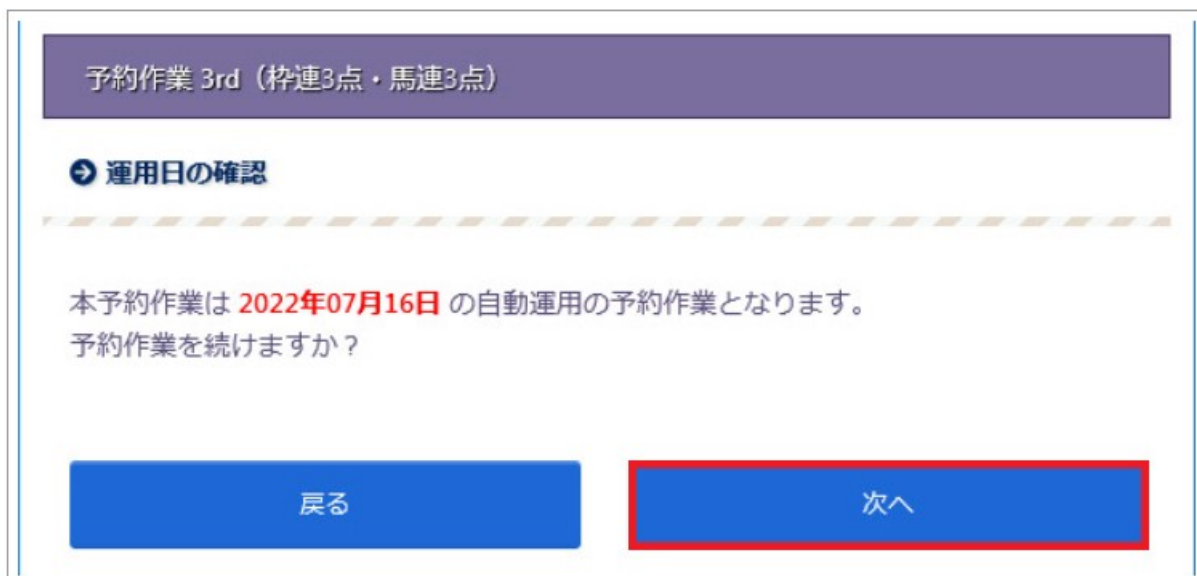 予約作業 3rd（枠連3点・馬連3点）
運用日の確認
本予約作業は 2022年07月16日 の自動運用の予約作業となります。
予約作業を続けますか？
戻る
次へ